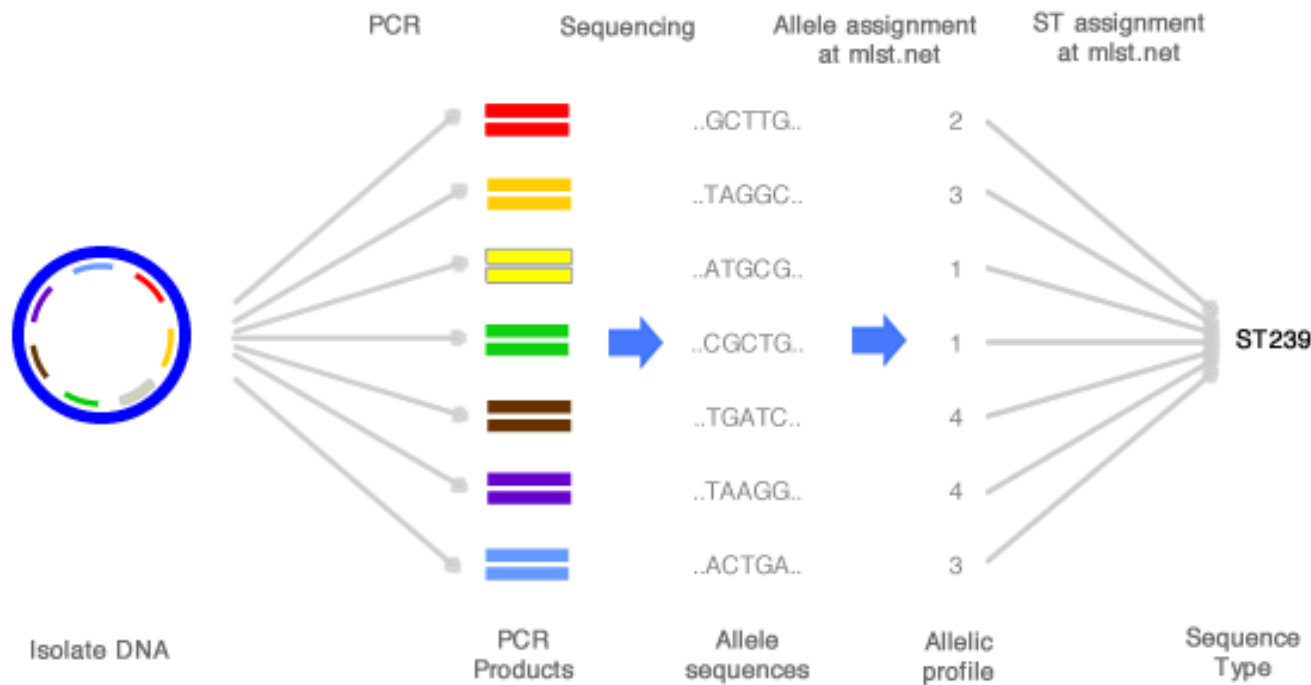 PCR
Sequencing
Allele assignment
at mlst.net
ST assignment
at mlst.net
..GCTTG..
2
..TAGGC..
3
..ATGCG..
1
..CGCTG..
1
ST239
..TGATC..
4
..TAAGG..
4
..ACTGA..
3
Isolate DNA
PCR
Products
Allele
sequences
Allelic
profile
Sequence
Type